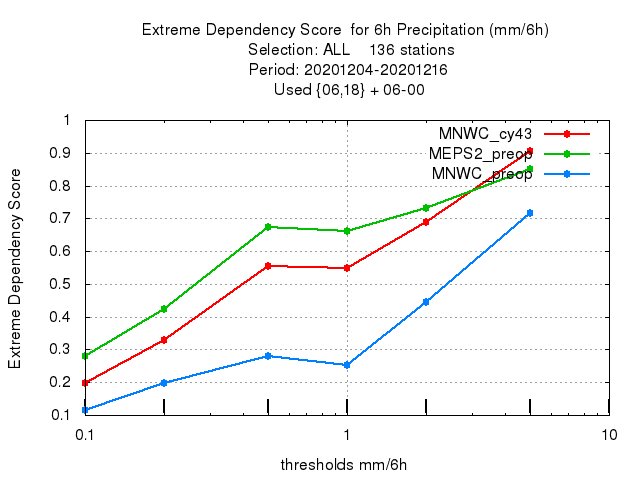 Extreme Dependency Score  for 6h Precipitation (mm/6h)
Selection: ALL    136 stations
Period: 20201204-20201216
Used {06,18} + 06-00
MNWC_cy43
MEPS2_preop
MNWC_preop
1
0.9
0.8
0.7
0.6
0.5
0.4
0.3
0.2
0.1
Extreme Dependency Score
0.1
1
10
thresholds mm/6h